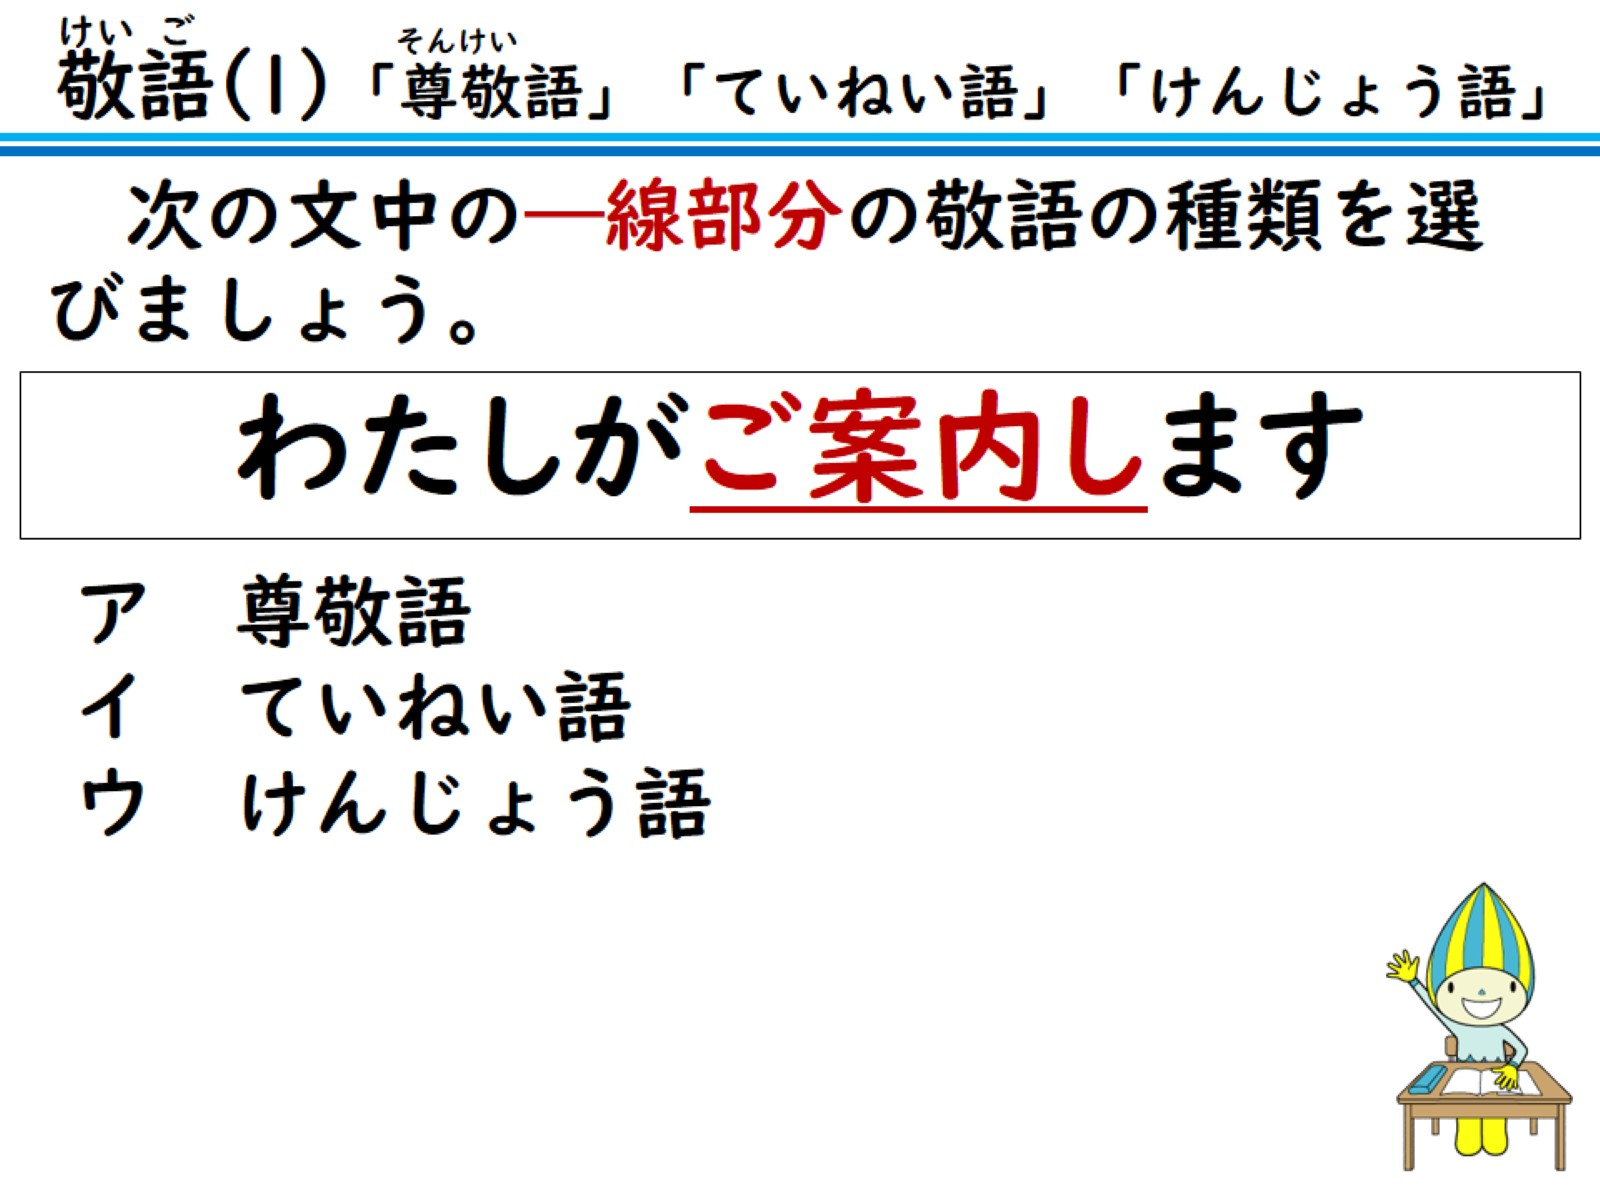 けい ご そんけい
敬語(1)「尊敬語」「ていねい語」「けんじょう語」
次の文中の―線部分の敬語の種類を選
びましょう。
わたしがご案内します
ア 尊敬語
イ ていねい語
ウ けんじょう語